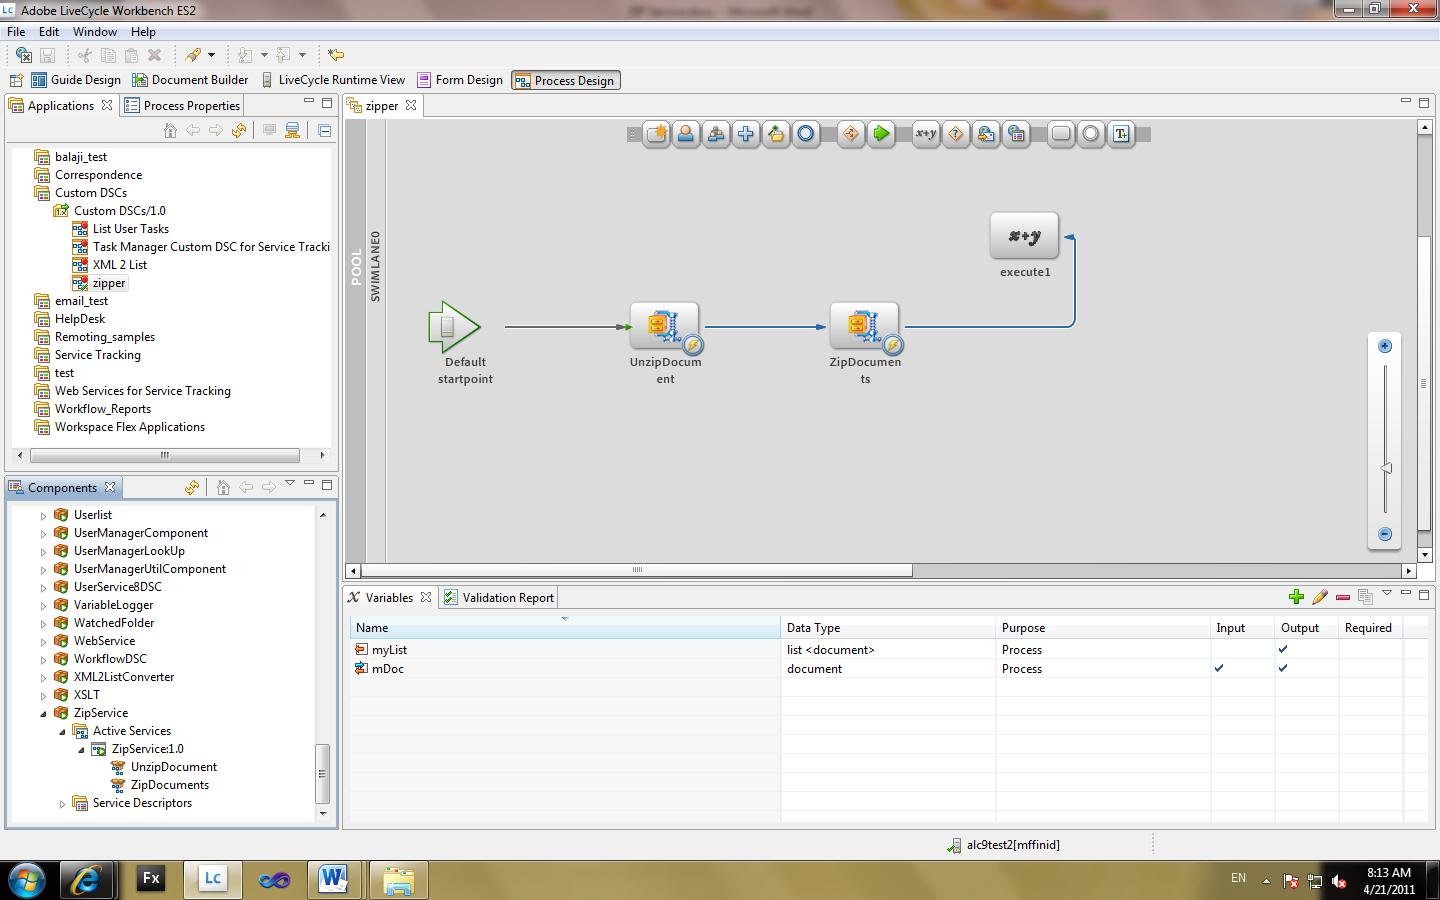 Lc Adobe LiveCycle Workbench ES2
File Edit Window Help
Guide Design Document Builder LiveCycle Runtime View Form Design Process Design
Applications Process Properties
balaji_test
Correspondence
Custom DSCs
Custom DSCs/1.0
List User Tasks
Task Manager Custom DSC for Service Tracki
XML 2 List
zipper
email_test
HelpDesk
Remoting_samples
Service Tracking
test
Web Services for Service Tracking
Workflow_Reports
Workspace Flex Applications
Components
Userlist
UserManagerComponent
UserManagerLookUp
UserManagerUtilComponent
UserService8DSC
VariableLogger
WatchedFolder
WebService
WorkflowDSC
XML2ListConverter
XSLT
ZipService
Active Services
ZipService:1.0
UnzipDocument
ZipDocuments
Service Descriptors
zipper
x+y ? T
POOL
SWIMLANE0
x+y
execute1
Default
startpoint
UnzipDocum
ent
ZipDocumen
ts
x Variables Validation Report
Name Data Type Purpose Input Output Required
myList list <document> Process
mDoc document Process
alc9test2[mffinid]
Fx Lc W EN 8:13 AM
4/21/2011